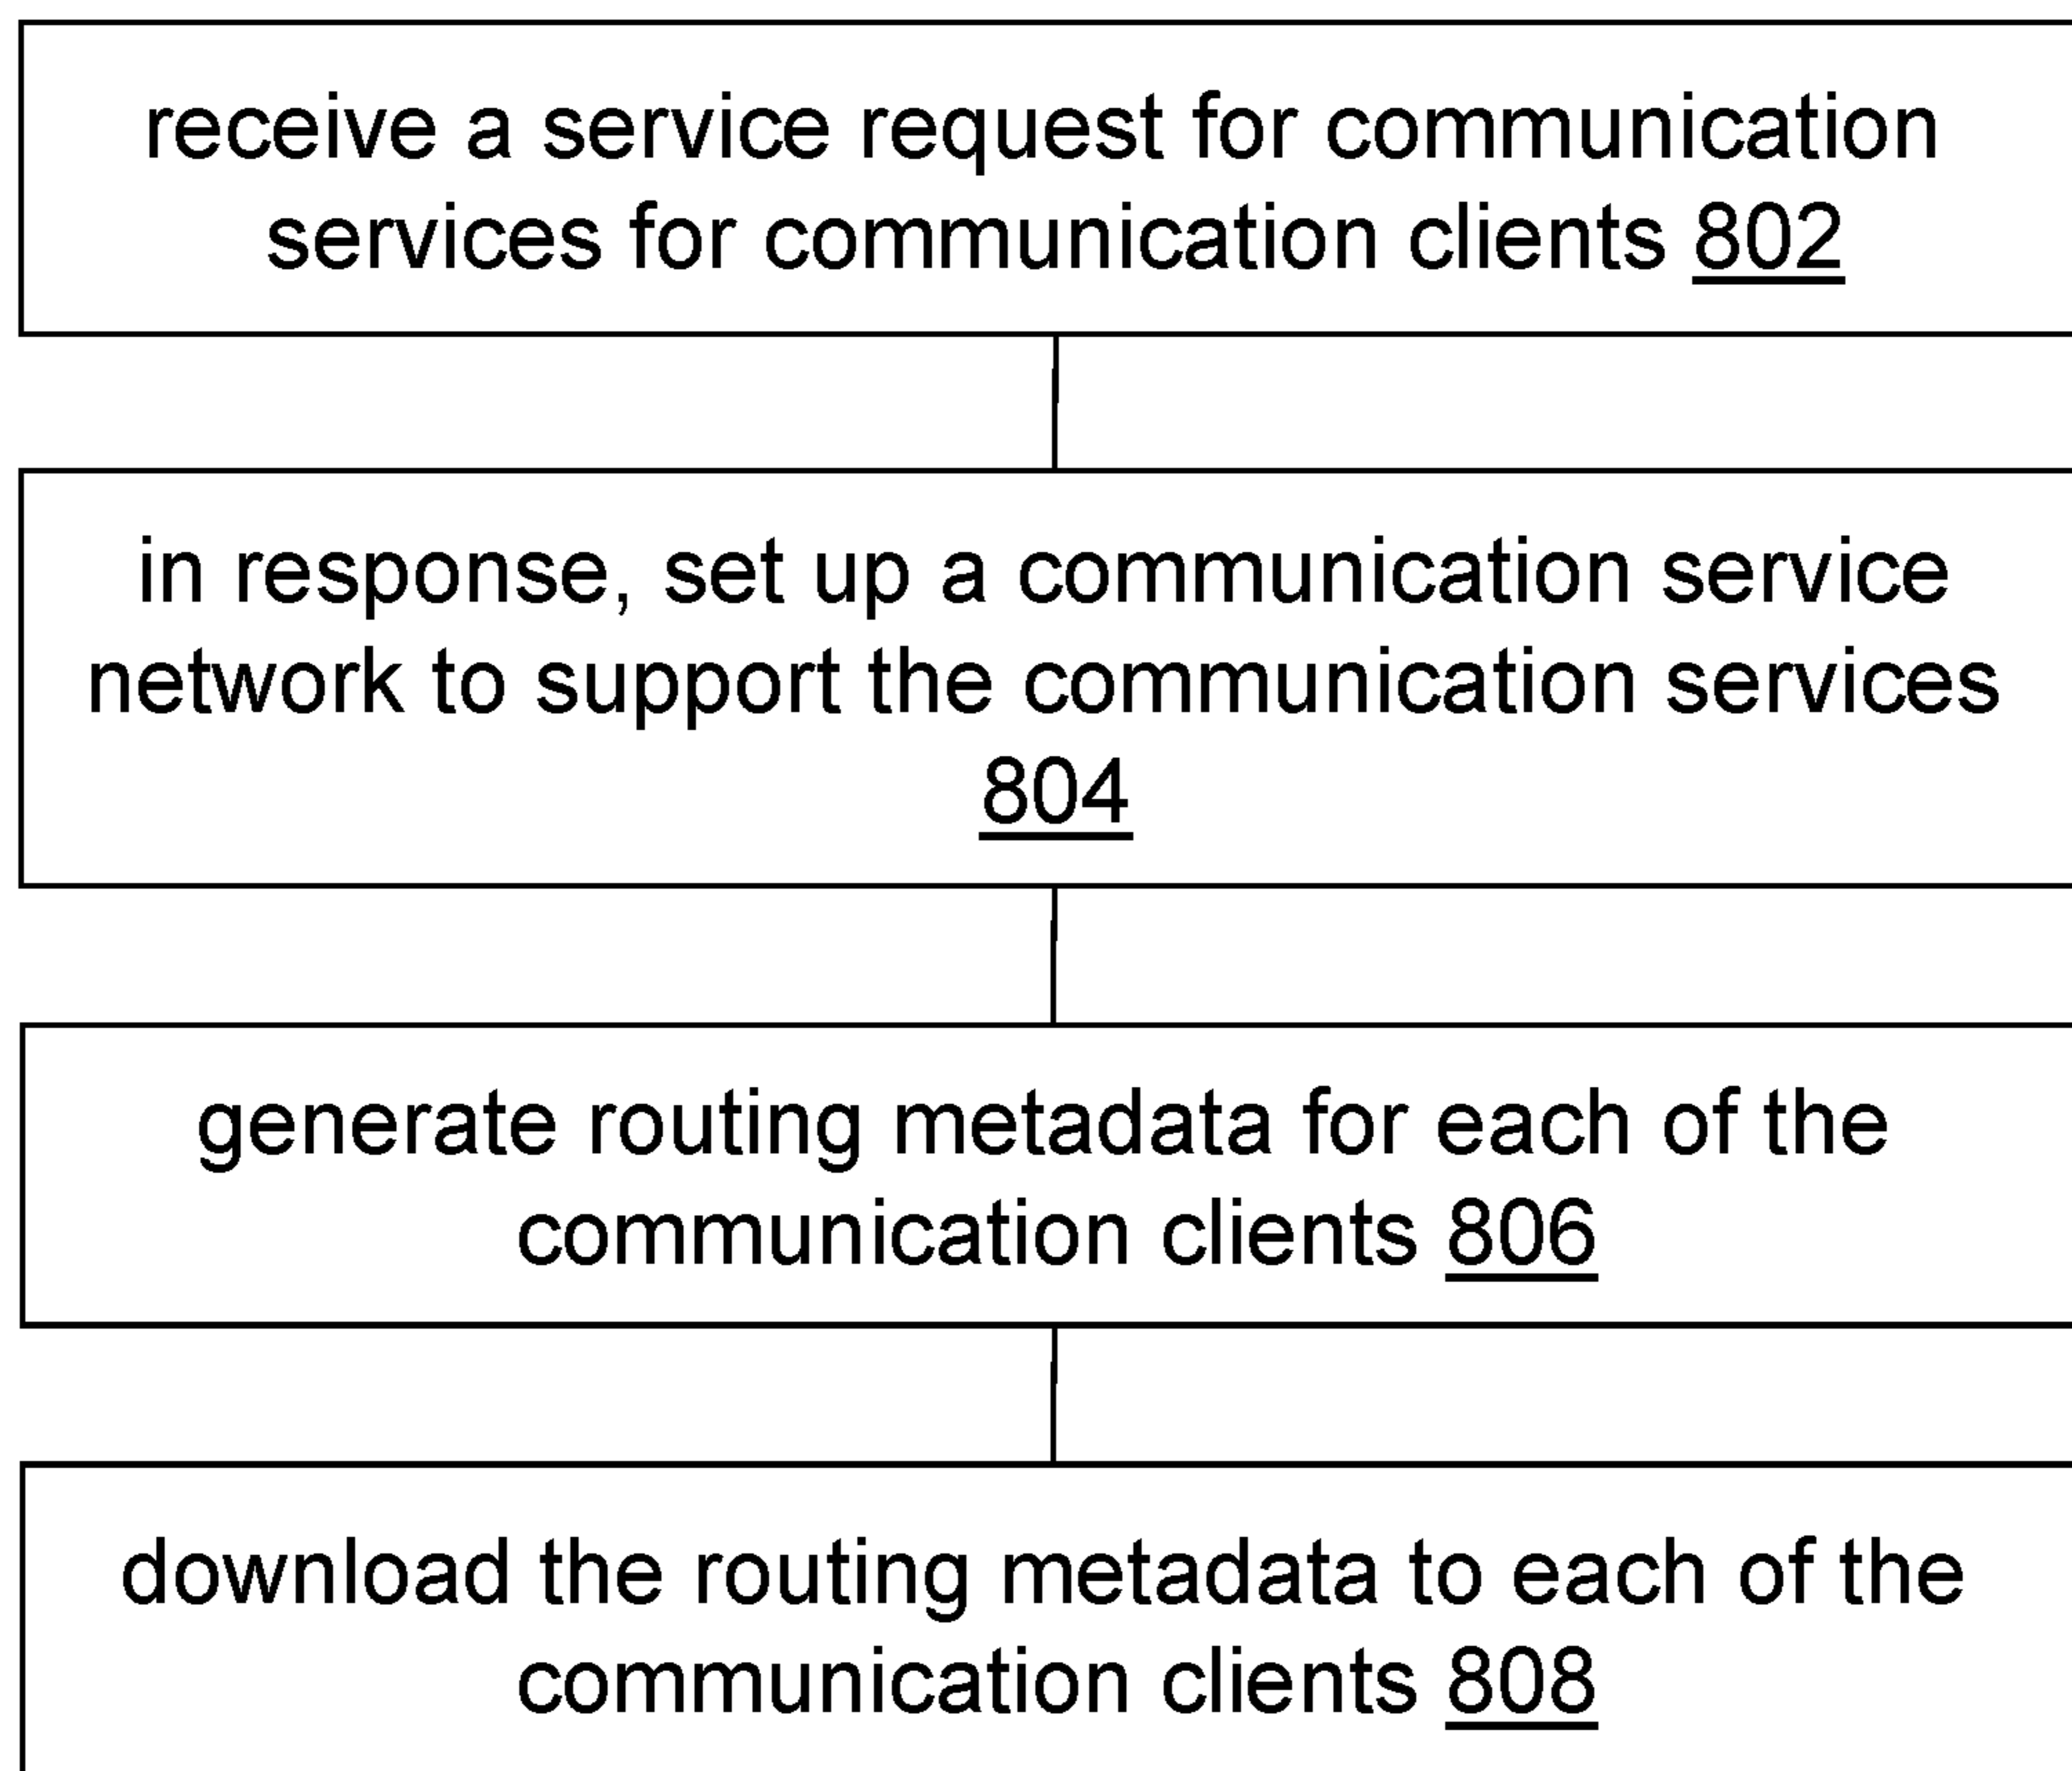 receive a service request for communication
services for communication clients 802
in response, set up a communication service
network to support the communication services
804
generate routing metadata for each of the
communication clients 806
download the routing metadata to each of the
communication clients 808